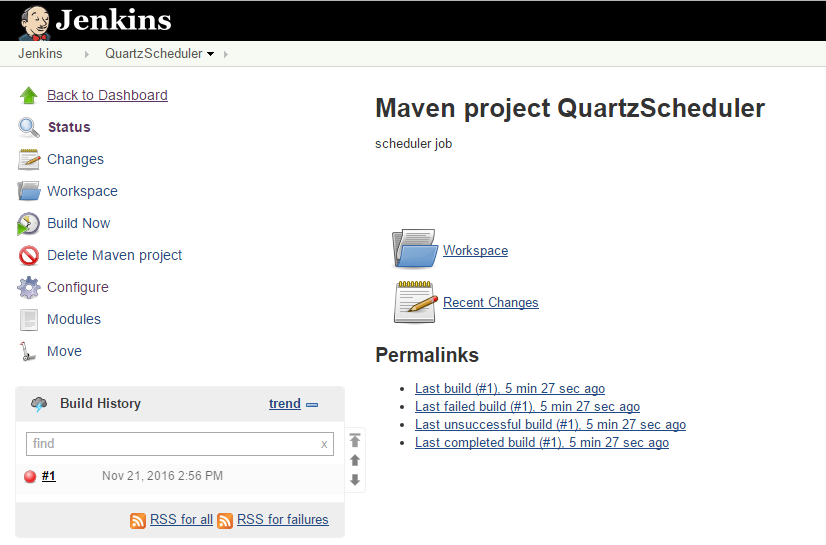 Jenkins
Jenkins QuartzScheduler
Back to Dashboard
Status
Changes
Workspace
Build Now
Delete Maven project
Configure
Modules
Move
Build History trend
find x
#1 Nov 21, 2016 2:56 PM
RSS for all RSS for failures
Maven project QuartzScheduler
scheduler job
Workspace
Recent Changes
Permalinks
Last build (#1), 5 min 27 sec ago
Last failed build (#1), 5 min 27 sec ago
Last unsuccessful build (#1), 5 min 27 sec ago
Last completed build (#1), 5 min 27 sec ago